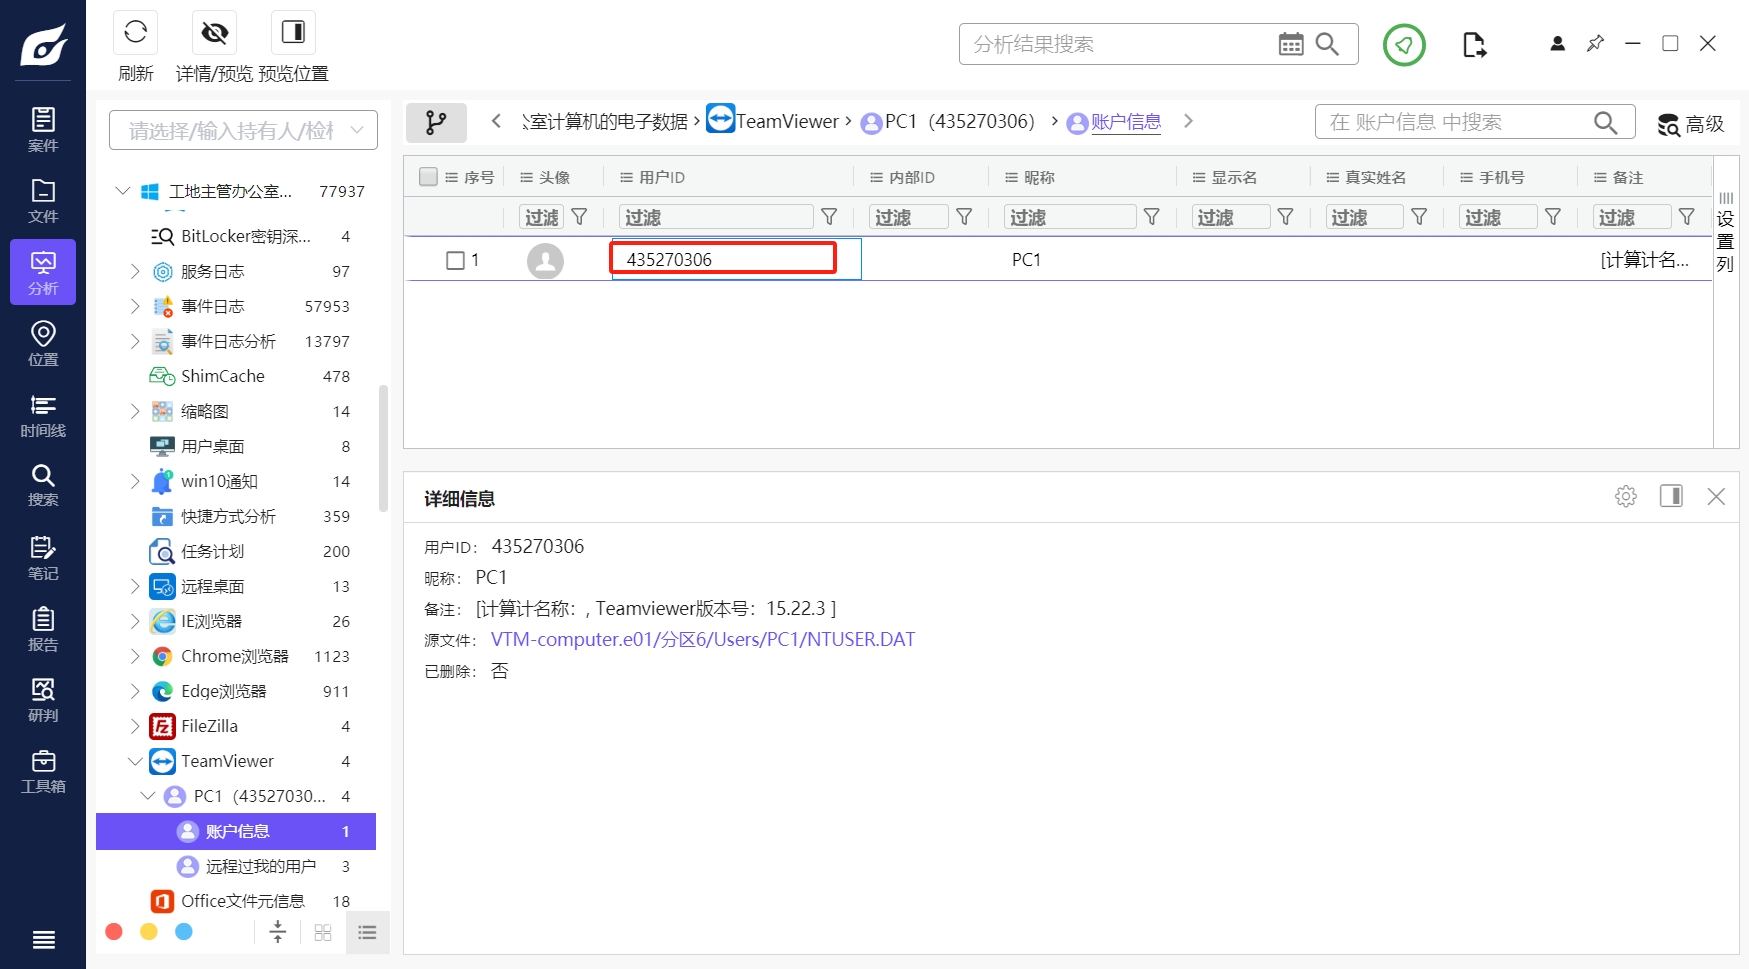 刷新
详情/预览
预览位置
分析结果搜索
案件
文件
分析
位置
时间线
搜索
笔记
报告
研判
工具箱
请选择/输入持有人/检材
工地主管办公室... 77937
BitLocker密钥深... 4
服务日志 97
事件日志 57953
事件日志分析 13797
ShimCache 478
缩略图 14
用户桌面 8
win10通知 14
快捷方式分析 359
任务计划 200
远程桌面 13
IE浏览器 26
Chrome浏览器 1123
Edge浏览器 911
FileZilla 4
TeamViewer 4
PC1（43527030... 4
账户信息 1
远程过我的用户 3
Office文件元信息 18
公室计算机的电子数据 > TeamViewer > PC1（435270306） > 账户信息
在 账户信息 中搜索
高级
序号 头像 用户ID 内部ID 昵称 显示名 真实姓名 手机号 备注
过滤 过滤 过滤 过滤 过滤 过滤 过滤 过滤
1 435270306 PC1 [计算计名...
设置列
详细信息
用户ID： 435270306
昵称： PC1
备注： [计算计名称：, Teamviewer版本号：15.22.3 ]
源文件： VTM-computer.e01/分区6/Users/PC1/NTUSER.DAT
已删除： 否